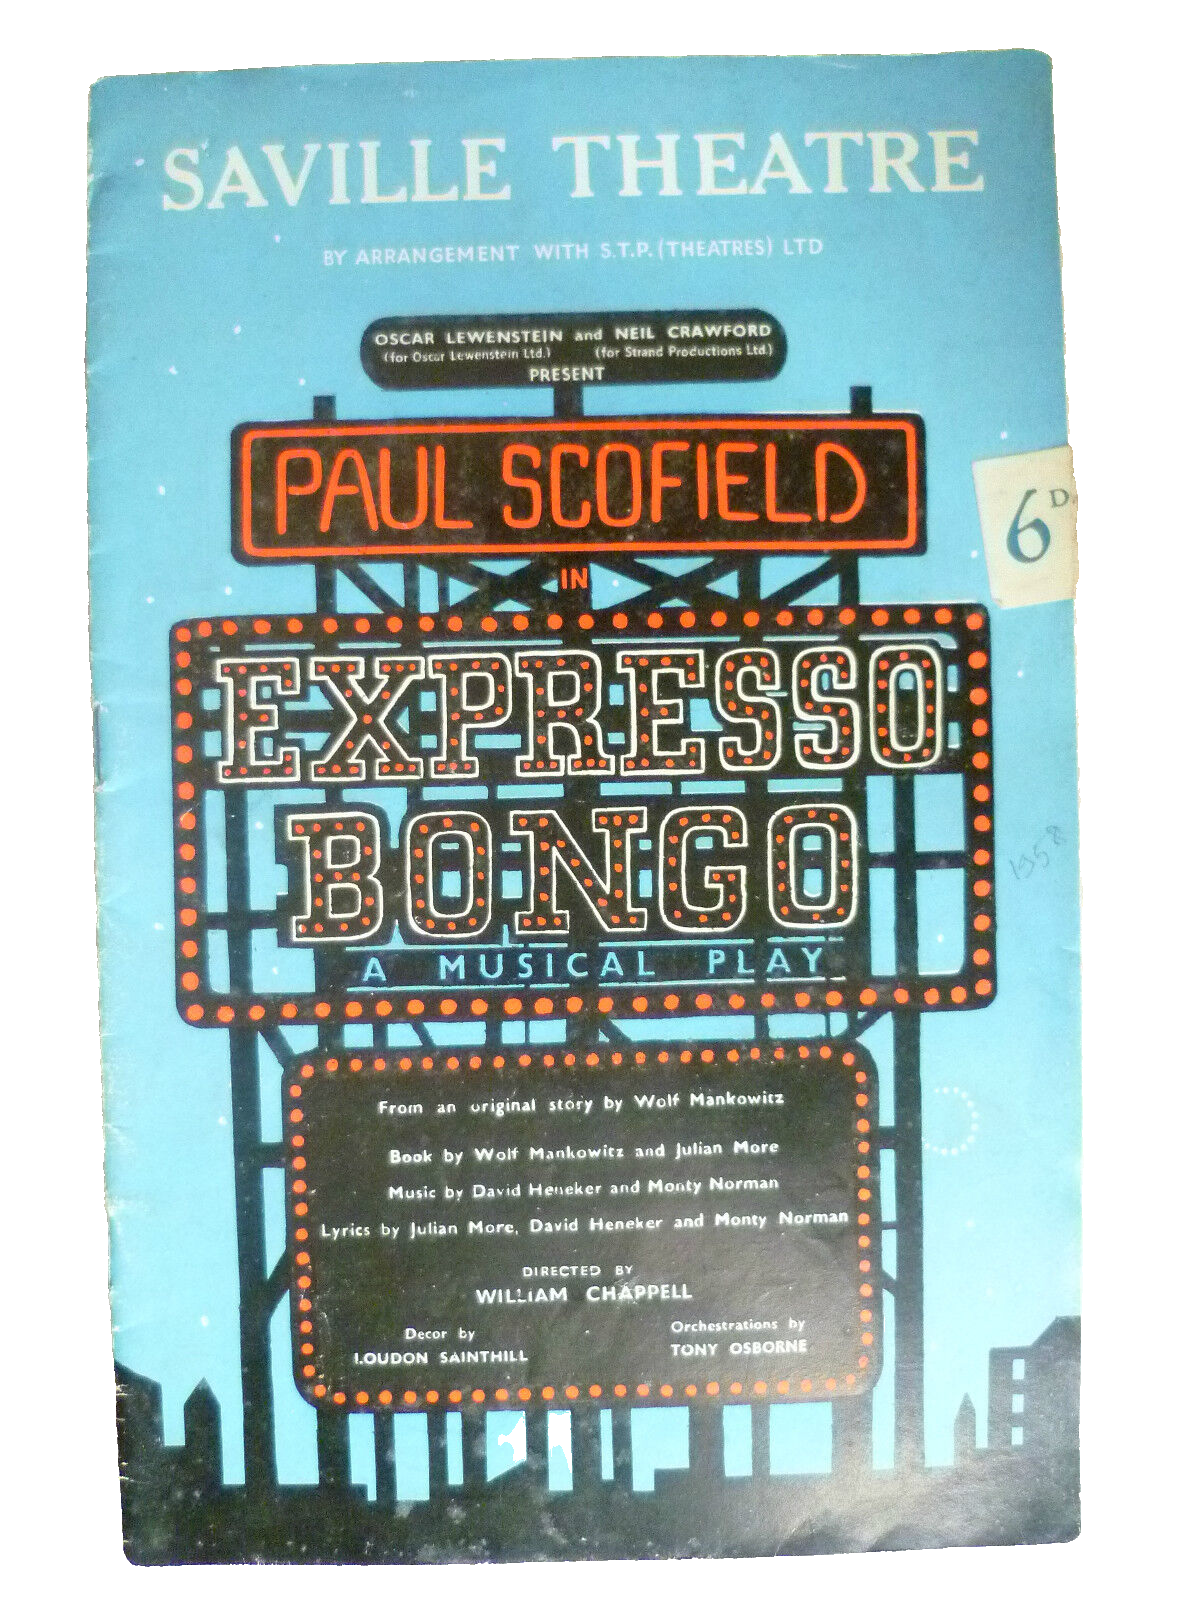 SAVILLE THEATRE
BY ARRANGEMENT WITH S.T.P. (THEATRES) LTD
OSCAR LEWENSTEIN and NEIL CRAWFORD
(for Oscar Lewenstein Ltd.) (for Strand Productions Ltd.)
PRESENT
PAUL SCOFIELD
6D.
IN
EXPRESSO
BONGO
1958
A MUSICAL PLAY
From an original story by Wolf Mankowitz
Book by Wolf Mankowitz and Julian More
Music by David Heneker and Monty Norman
Lyrics by Julian More, David Heneker and Monty Norman
DIRECTED BY
WILLIAM CHAPPELL
Decor by
LOUDON SAINTHILL
Orchestrations by
TONY OSBORNE